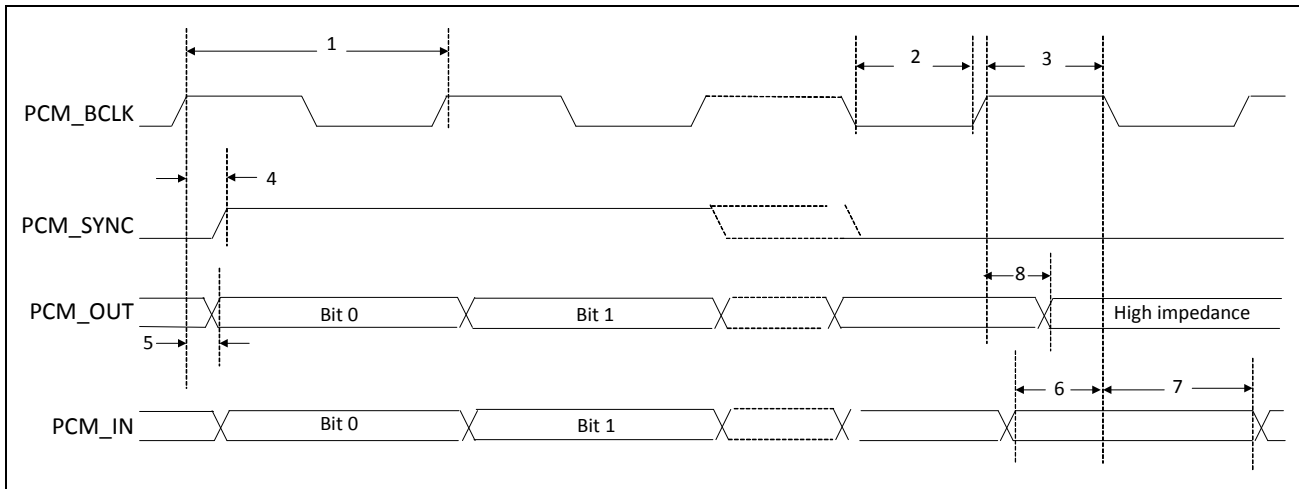 1
2
3
PCM_BCLK
4
PCM_SYNC
8
PCM_OUT
Bit 0
Bit 1
High impedance
5
6
7
PCM_IN
Bit 0
Bit 1